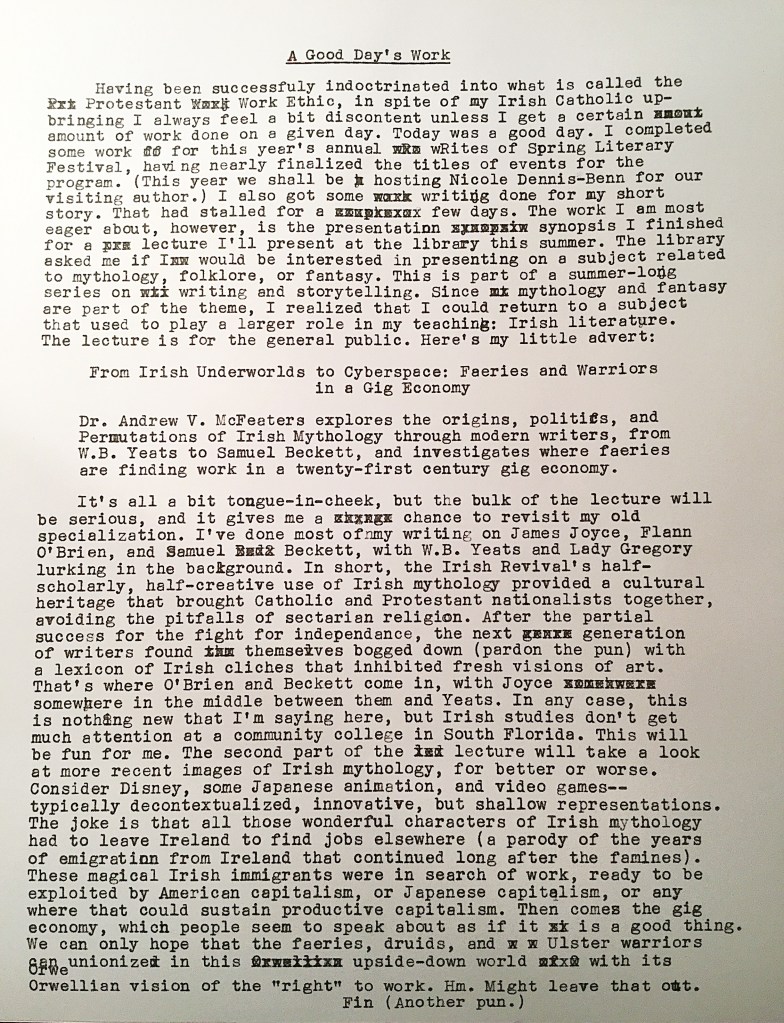 A Good Day's Work
Having been successfuly indoctrinated into what is called the
Protestant Work Ethic, in spite of my Irish Catholic up-
bringing I always feel a bit discontent unless I get a certain
amount of work done on a given day. Today was a good day. I completed
some work for this year's annual wRites of Spring Literary
Festival, having nearly finalized the titles of events for the
program. (This year we shall be hosting Nicole Dennis-Benn for our
visiting author.) I also got some writing done for my short
story. That had stalled for a few days. The work I am most
eager about, however, is the presentation synopsis I finished
for a lecture I'll present at the library this summer. The library
asked me if I would be interested in presenting on a subject related
to mythology, folklore, or fantasy. This is part of a summer-long
series on writing and storytelling. Since mythology and fantasy
are part of the theme, I realized that I could return to a subject
that used to play a larger role in my teaching: Irish literature.
The lecture is for the general public. Here's my little advert:
From Irish Underworlds to Cyberspace: Faeries and Warriors
in a Gig Economy
Dr. Andrew V. McFeaters explores the origins, politics, and
Permutations of Irish Mythology through modern writers, from
W.B. Yeats to Samuel Beckett, and investigates where faeries
are finding work in a twenty-first century gig economy.
It's all a bit tongue-in-cheek, but the bulk of the lecture will
be serious, and it gives me a chance to revisit my old
specialization. I've done most of my writing on James Joyce, Flann
O'Brien, and Samuel Beckett, with W.B. Yeats and Lady Gregory
lurking in the background. In short, the Irish Revival's half-
scholarly, half-creative use of Irish mythology provided a cultural
heritage that brought Catholic and Protestant nationalists together,
avoiding the pitfalls of sectarian religion. After the partial
success for the fight for independence, the next generation
of writers found themselves bogged down (pardon the pun) with
a lexicon of Irish cliches that inhibited fresh visions of art.
That's where O'Brien and Beckett come in, with Joyce
somewhere in the middle between them and Yeats. In any case, this
is nothing new that I'm saying here, but Irish studies don't get
much attention at a community college in South Florida. This will
be fun for me. The second part of the lecture will take a look
at more recent images of Irish mythology, for better or worse.
Consider Disney, some Japanese animation, and video games--
typically decontextualized, innovative, but shallow representations.
The joke is that all those wonderful characters of Irish mythology
had to leave Ireland to find jobs elsewhere (a parody of the years
of emigration from Ireland that continued long after the famines).
These magical Irish immigrants were in search of work, ready to be
exploited by American capitalism, or Japanese capitalism, or any
where that could sustain productive capitalism. Then comes the gig
economy, which people seem to speak about as if it is a good thing.
We can only hope that the faeries, druids, and Ulster warriors
can unionize in this upside-down world with its
Orwe
Orwellian vision of the "right" to work. Hm. Might leave that out.
Fin (Another pun.)